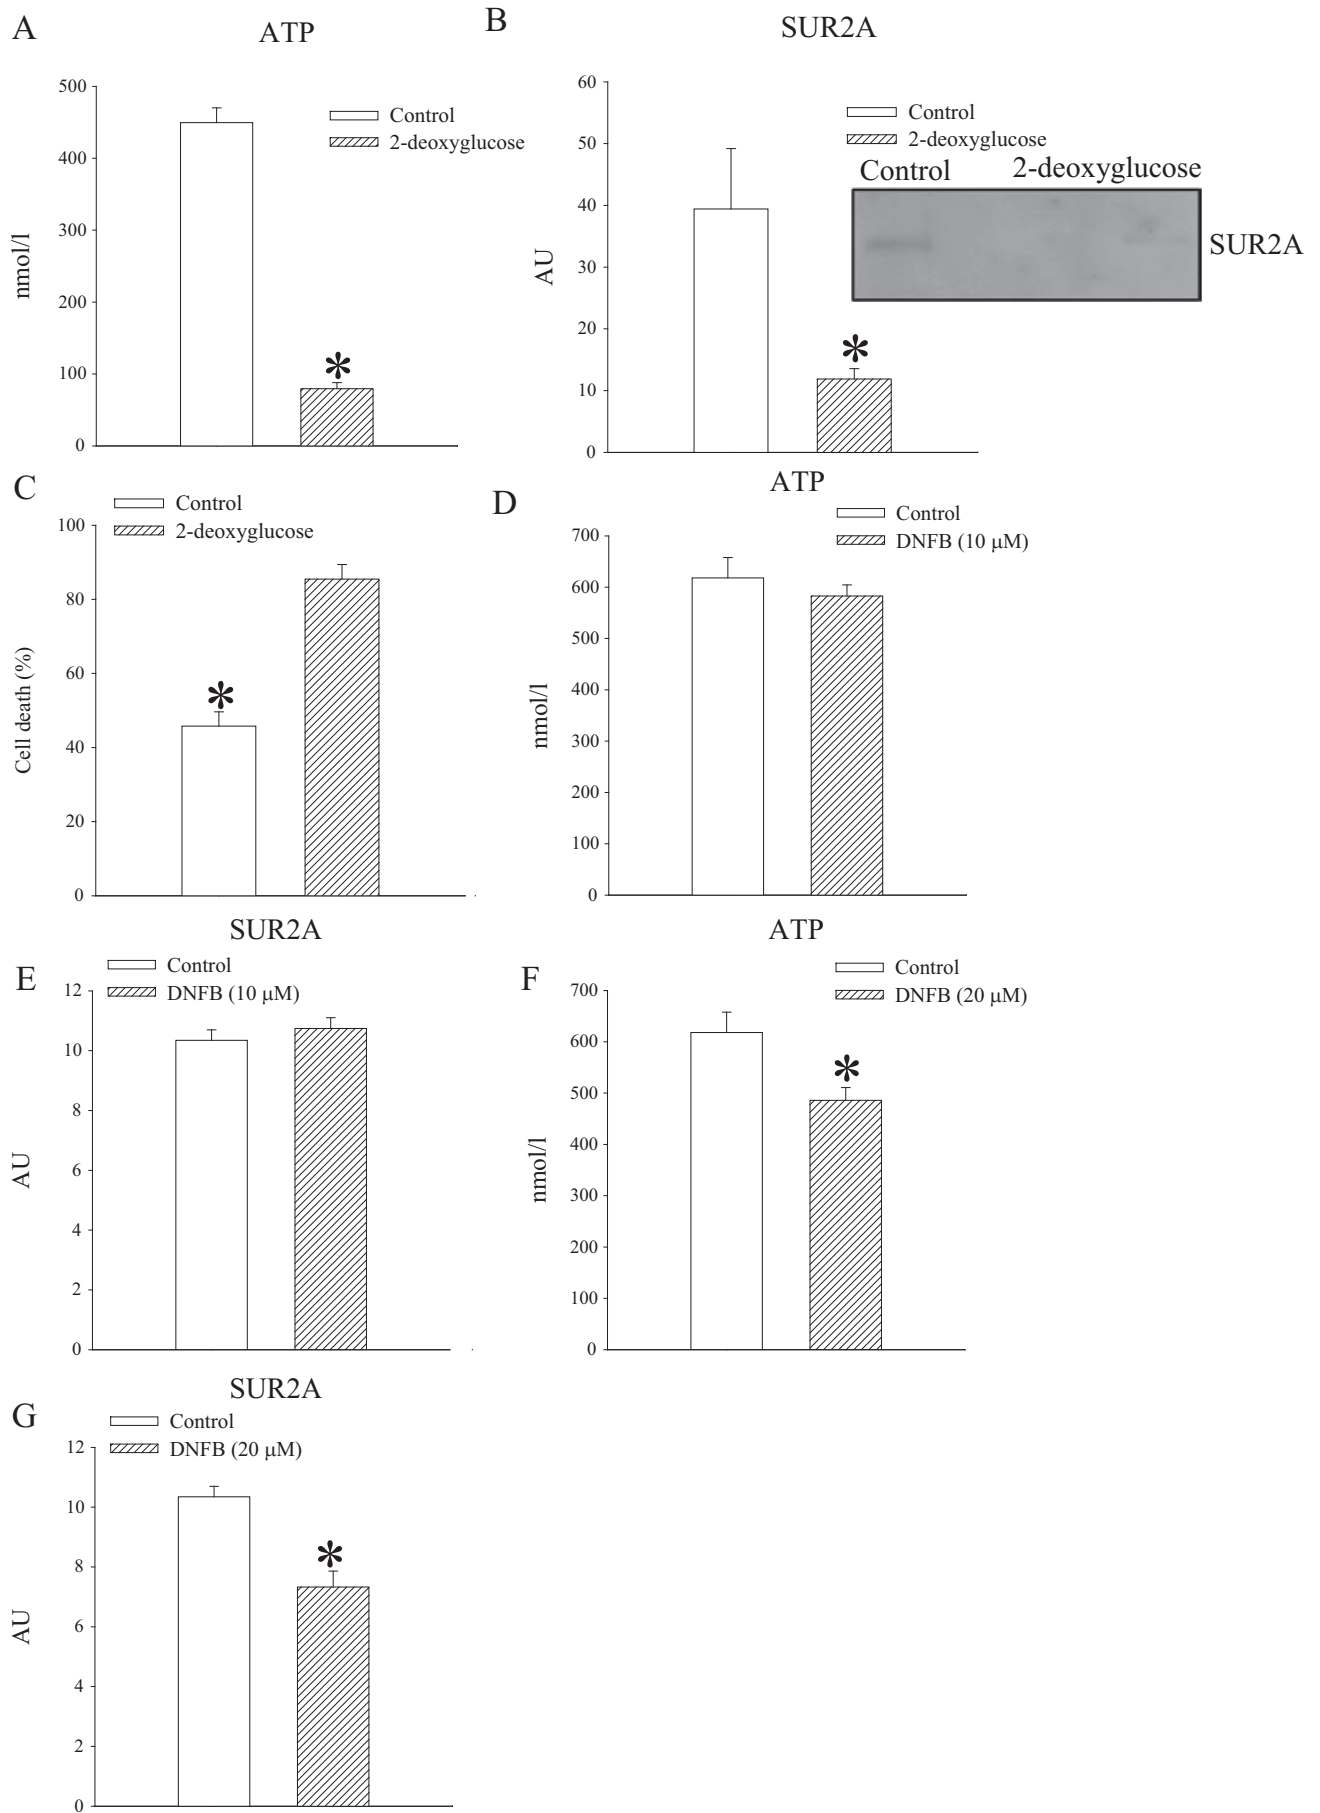 A
ATP
500
400
300
200
100
0
nmol/l
Control
2-deoxyglucose
*
B
SUR2A
60
50
40
30
20
10
0
AU
Control
2-deoxyglucose
Control 2-deoxyglucose
SUR2A
*
C
Control
2-deoxyglucose
100
80
60
40
20
0
Cell death (%)
*
D
ATP
Control
DNFB (10 μM)
700
600
500
400
300
200
100
0
nmol/l
E
SUR2A
Control
DNFB (10 μM)
12
10
8
6
4
2
0
AU
F
ATP
Control
DNFB (20 μM)
700
600
500
400
300
200
100
0
nmol/l
*
G
SUR2A
Control
DNFB (20 μM)
12
10
8
6
4
2
0
AU
*